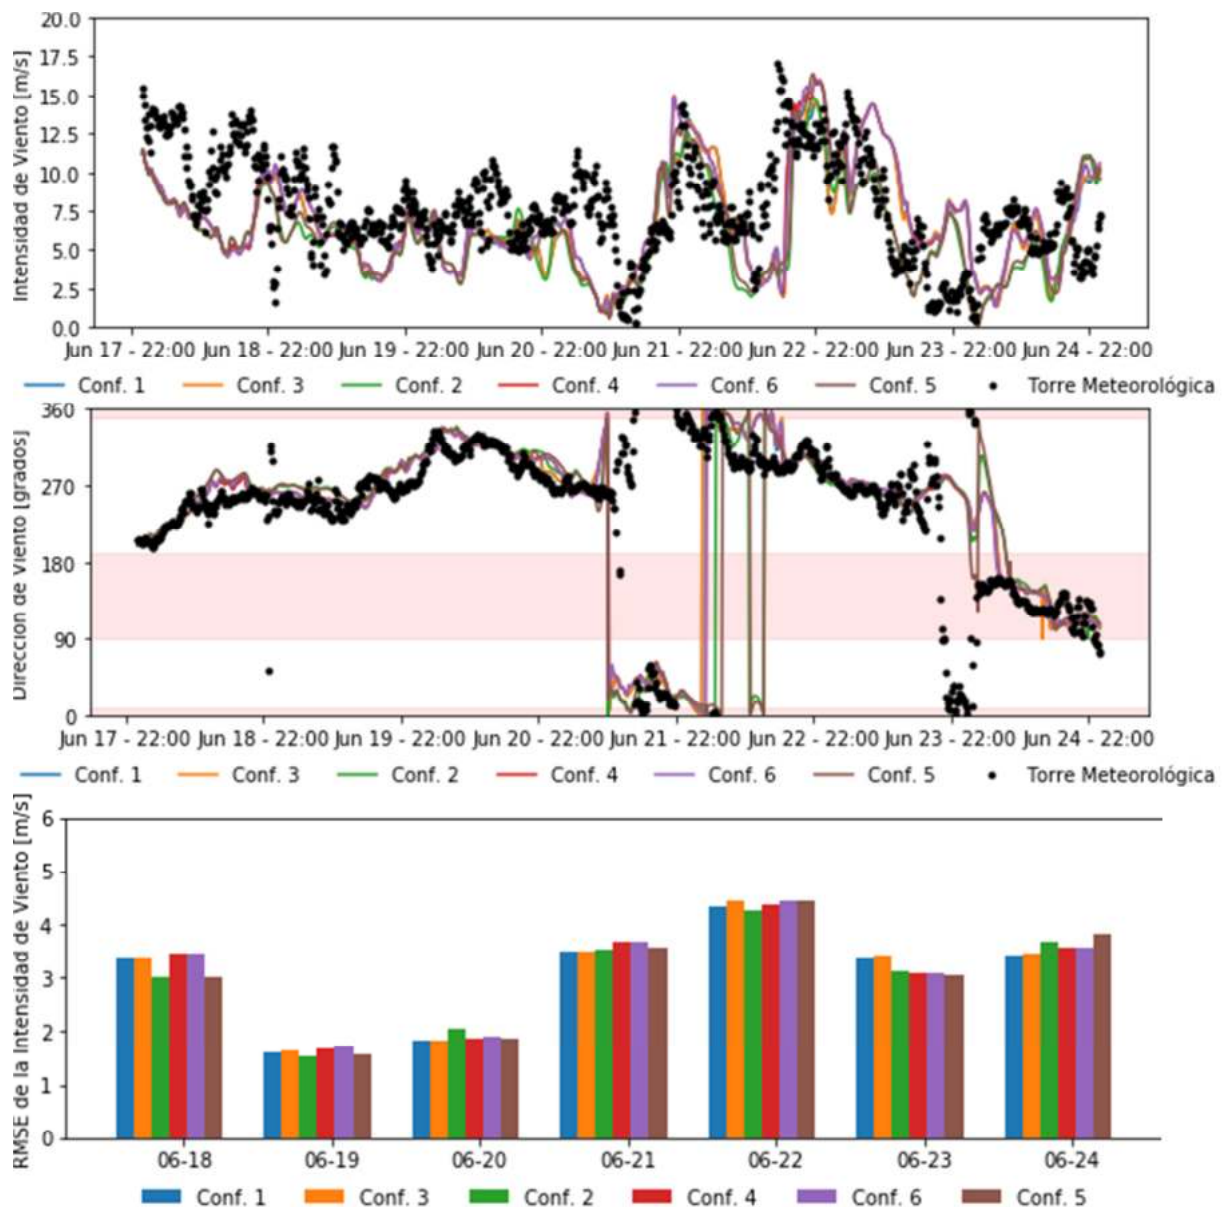 Intensidad de Viento [m/s]
20.0
17.5
15.0
12.5
10.0
7.5
5.0
2.5
0.0
Jun 17 - 22:00 Jun 18 - 22:00 Jun 19 - 22:00 Jun 20 - 22:00 Jun 21 - 22:00 Jun 22 - 22:00 Jun 23 - 22:00 Jun 24 - 22:00
Conf. 1 Conf. 3 Conf. 2 Conf. 4 Conf. 6 Conf. 5 Torre Meteorológica
Direccion de Viento [grados]
360
270
180
90
0
Jun 17 - 22:00 Jun 18 - 22:00 Jun 19 - 22:00 Jun 20 - 22:00 Jun 21 - 22:00 Jun 22 - 22:00 Jun 23 - 22:00 Jun 24 - 22:00
Conf. 1 Conf. 3 Conf. 2 Conf. 4 Conf. 6 Conf. 5 Torre Meteorológica
RMSE de la Intensidad de Viento [m/s]
6
5
4
3
2
1
0
06-18 06-19 06-20 06-21 06-22 06-23 06-24
Conf. 1 Conf. 3 Conf. 2 Conf. 4 Conf. 6 Conf. 5